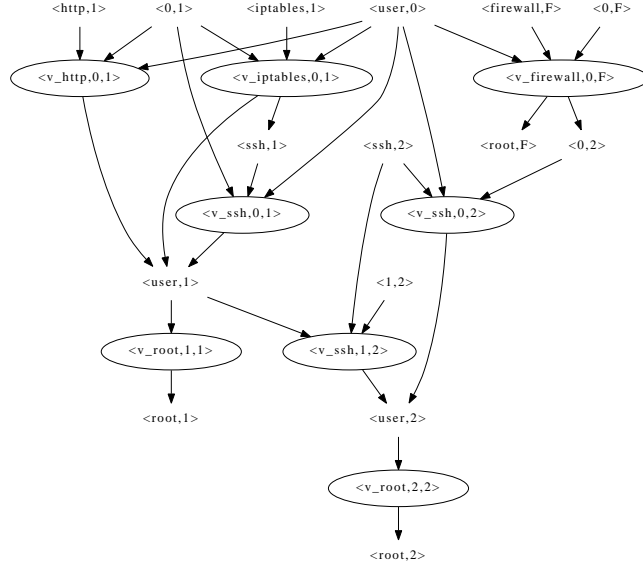 <http,1> <0,1> <iptables,1> <user,0> <firewall,F> <0,F>
<v_http,0,1> <v_iptables,0,1> <v_firewall,0,F>
<ssh,1> <ssh,2> <root,F> <0,2>
<v_ssh,0,1> <v_ssh,0,2>
<user,1> <1,2>
<v_root,1,1> <v_ssh,1,2>
<root,1> <user,2>
<v_root,2,2>
<root,2>